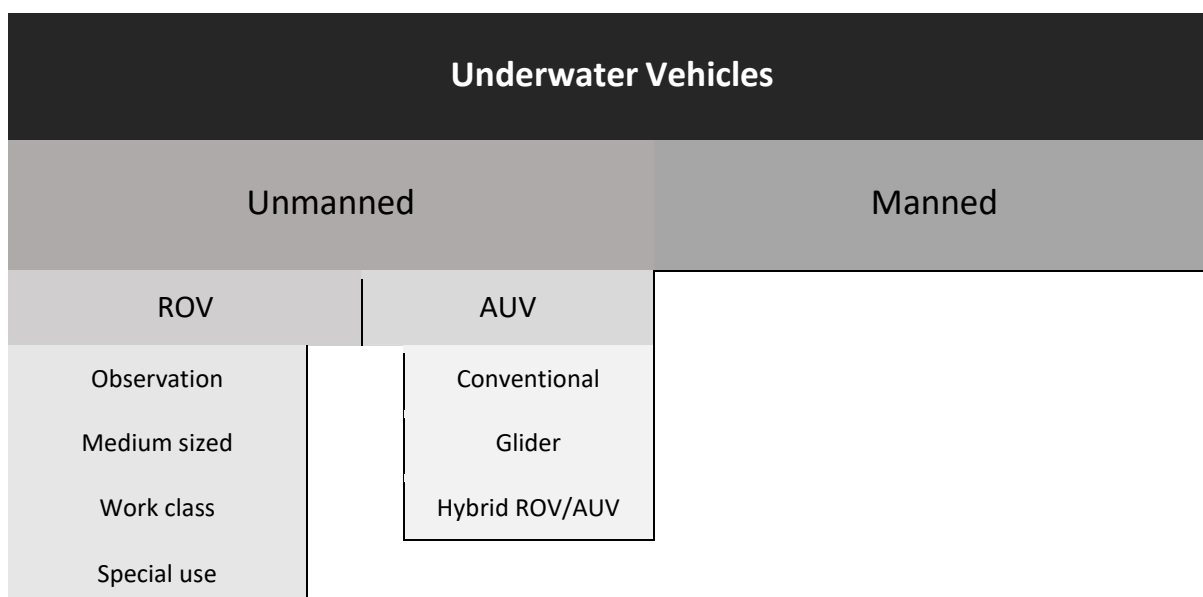 Underwater Vehicles
Unmanned
Manned
ROV
AUV
Observation
Conventional
Medium sized
Glider
Work class
Hybrid ROV/AUV
Special use